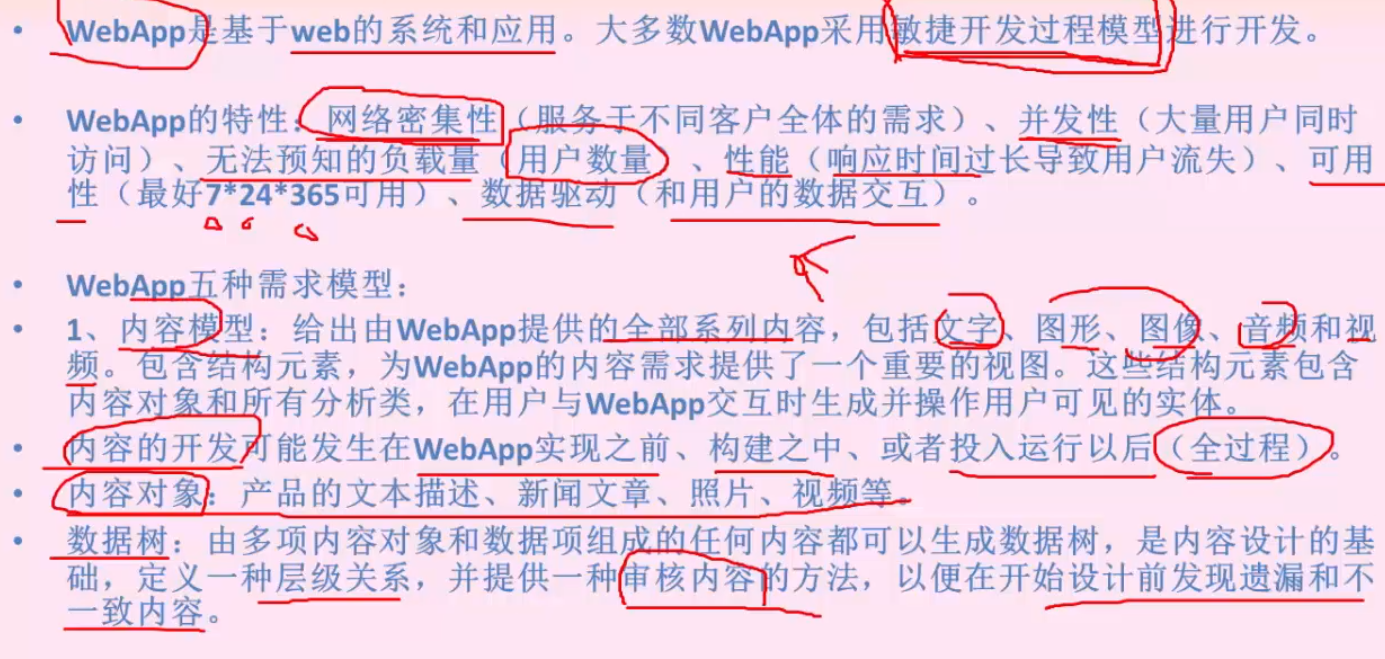 • WebApp是基于web的系统和应用。大多数WebApp采用敏捷开发过程模型进行开发。
• WebApp的特性：网络密集性（服务于不同客户全体的需求）、并发性（大量用户同时
访问）、无法预知的负载量（用户数量）、性能（响应时间过长导致用户流失）、可用
性（最好7*24*365可用）、数据驱动（和用户的数据交互）。
• WebApp五种需求模型：
• 1、内容模型：给出由WebApp提供的全部系列内容，包括文字、图形、图像、音频和视
频。包含结构元素，为WebApp的内容需求提供了一个重要的视图。这些结构元素包含
内容对象和所有分析类，在用户与WebApp交互时生成并操作用户可见的实体。
• 内容的开发可能发生在WebApp实现之前、构建之中、或者投入运行以后（全过程）。
• 内容对象：产品的文本描述、新闻文章、照片、视频等。
• 数据树：由多项内容对象和数据项组成的任何内容都可以生成数据树，是内容设计的基
础，定义一种层级关系，并提供一种审核内容的方法，以便在开始设计前发现遗漏和不
一致内容。